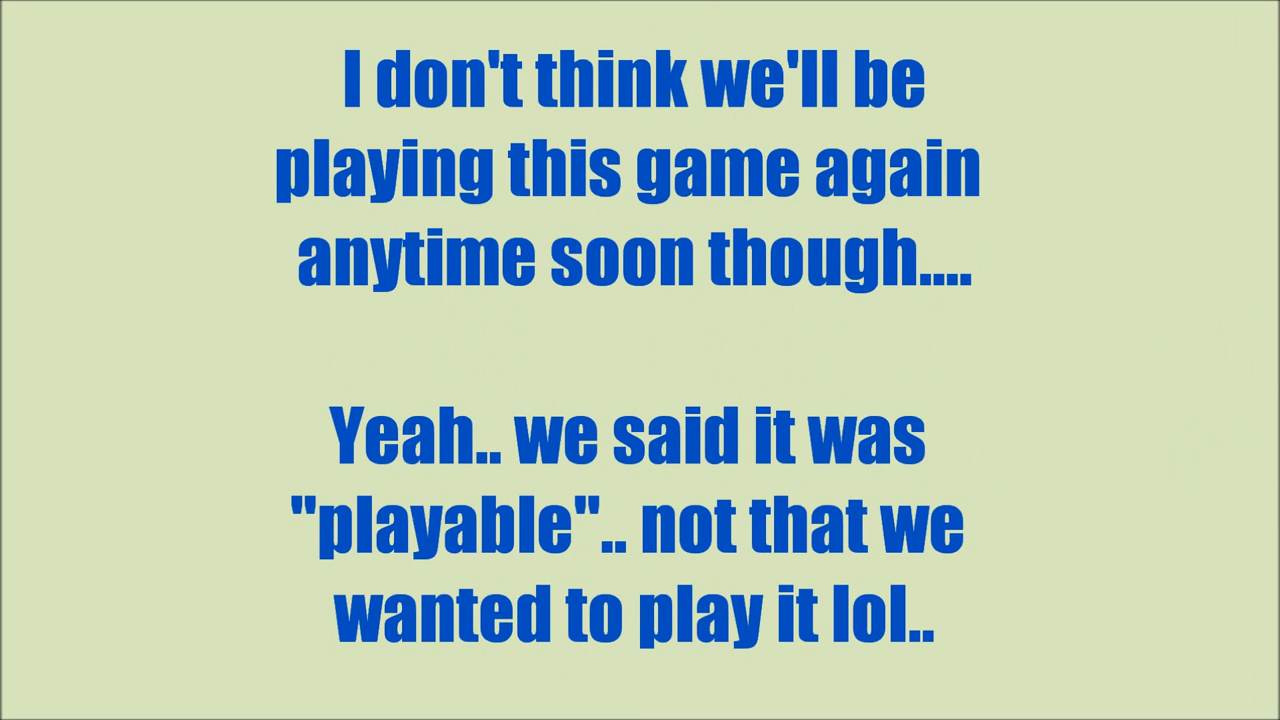 I don't think we'll be
playing this game again
anytime soon though....
Yeah.. we said it was
"playable".. not that we
wanted to play it lol..